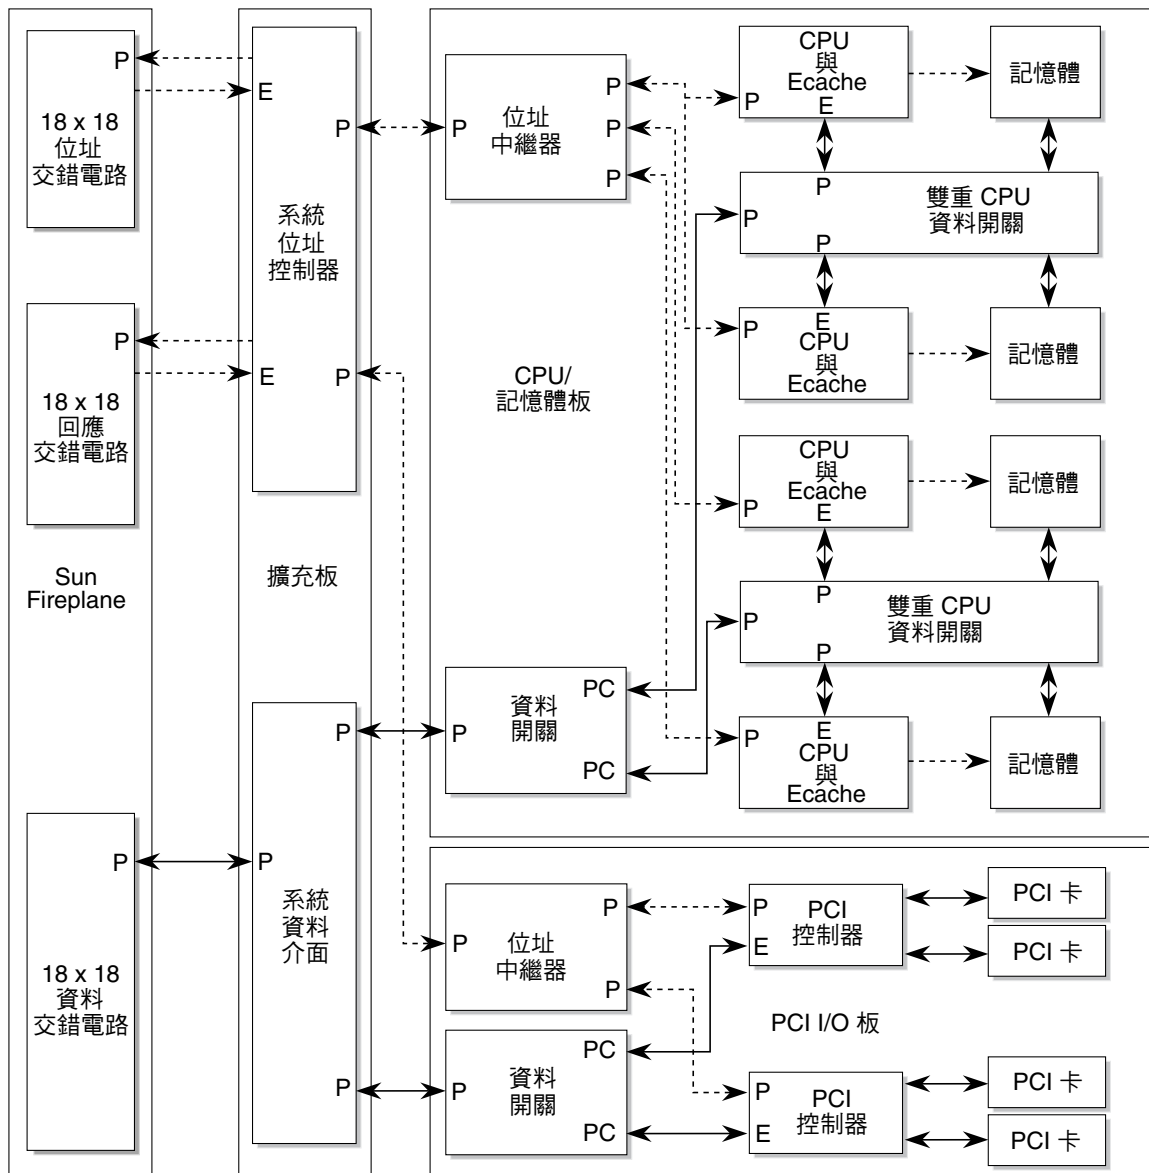 P
E
18 x 18
位址
交錯電路
P
E
18 x 18
回應
交錯電路
Sun
Fireplane
P
18 x 18
資料
交錯電路
P
系統
位址
控制器
P
擴充板
P
P
系統
資料
介面
P
P
位址
中繼器
P
P
P
CPU/
記憶體板
P
資料
開關
PC
PC
CPU
與
Ecache
P
E
記憶體
P
P
雙重 CPU
資料開關
P
P
E
CPU
與
Ecache
記憶體
CPU
與
Ecache
P
E
記憶體
P
P
雙重 CPU
資料開關
P
P
E
CPU
與
Ecache
記憶體
P
位址
中繼器
P
P
P
PCI
控制器
E
PCI 卡
PCI 卡
PCI I/O 板
P
資料
開關
PC
PC
P
PCI
控制器
E
PCI 卡
PCI 卡